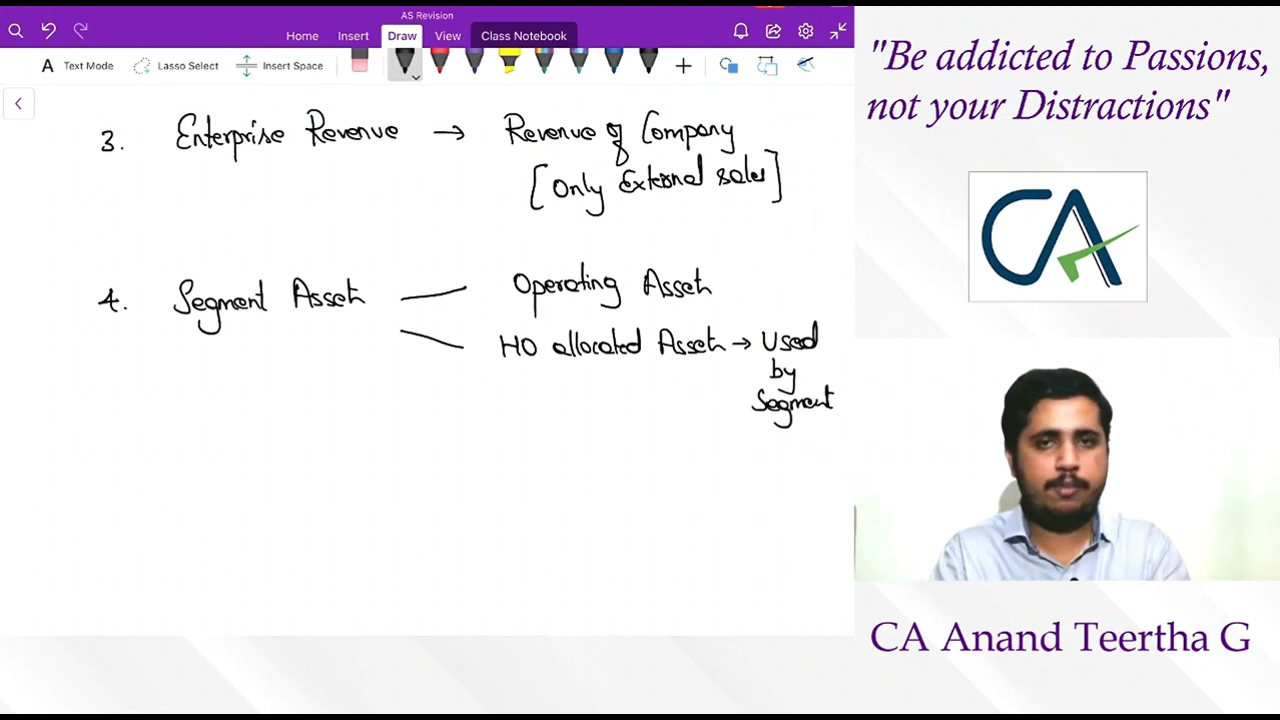 AS Revision
Home Insert Draw View Class Notebook
A Text Mode Lasso Select Insert Space
3. Enterprise Revenue → Revenue of Company
[Only External sales]
4. Segment Asset Operating Asset
HO allocated Asset → Used
by
Segment
"Be addicted to Passions,
not your Distractions"
CA
CA Anand Teertha G